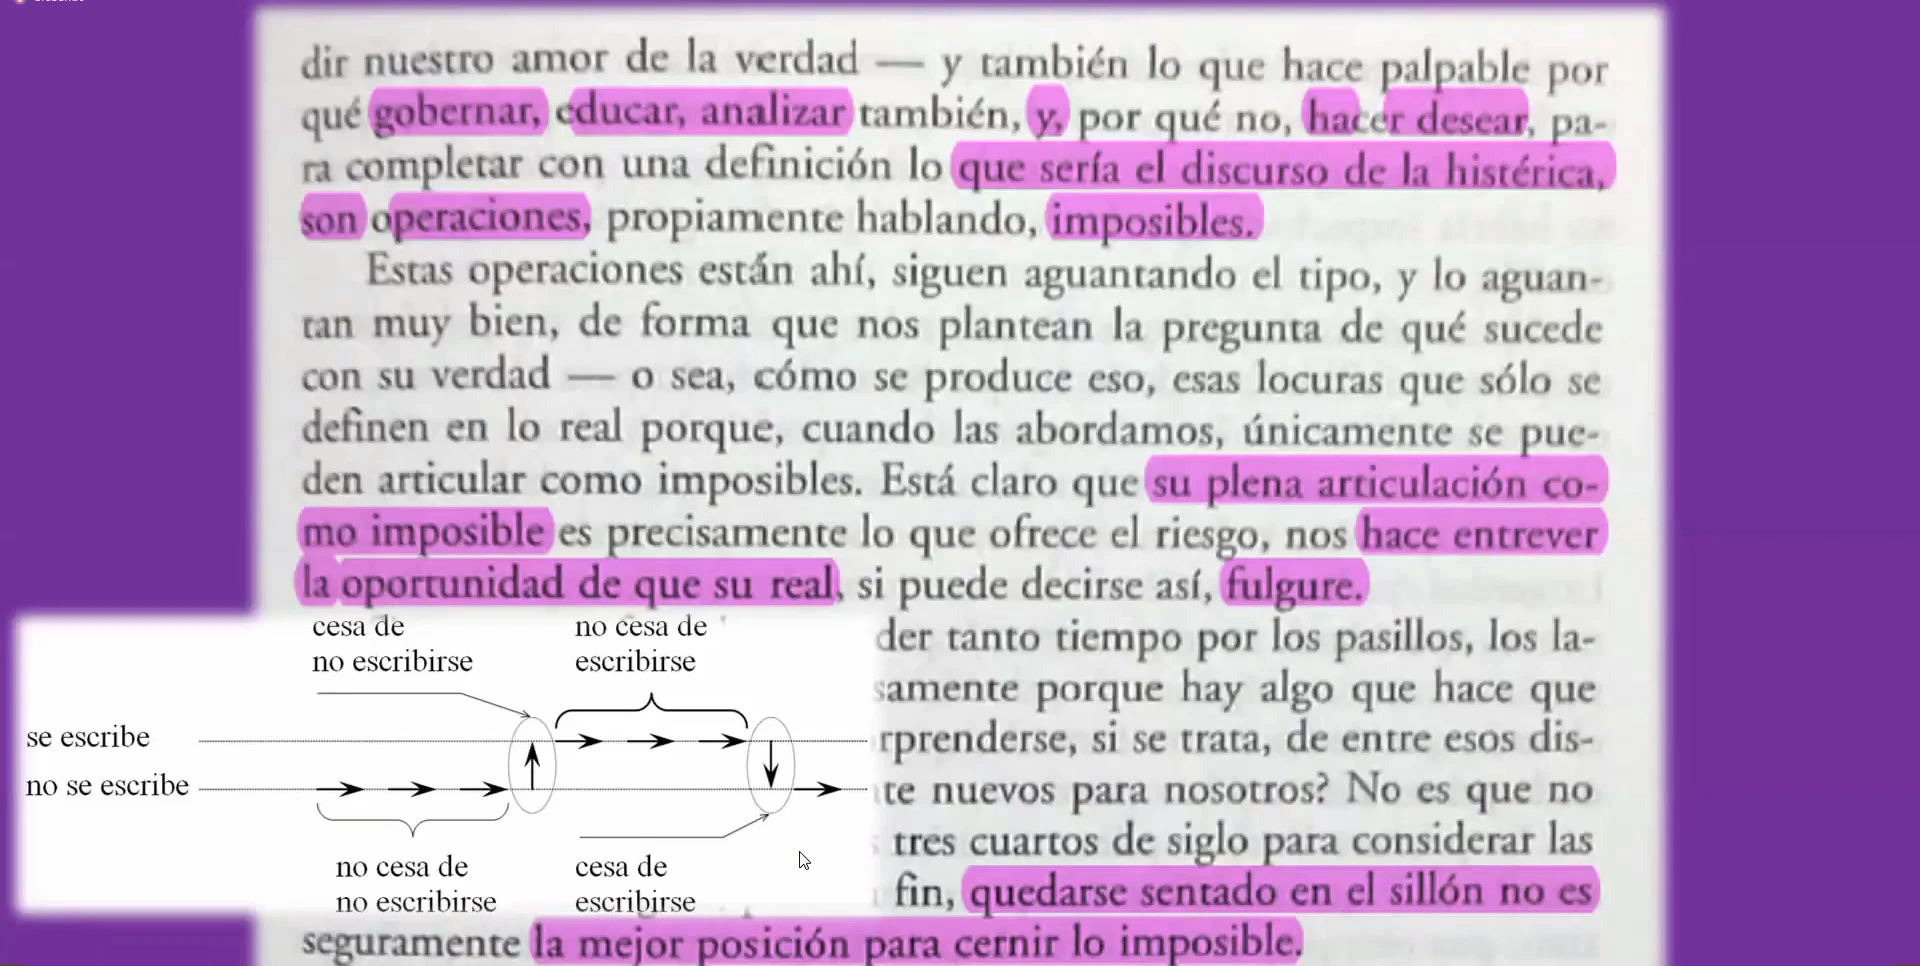 dir nuestro amor de la verdad — y también lo que hace palpable por
qué gobernar, educar, analizar también, y, por qué no, hacer desear, pa-
ra completar con una definición lo que sería el discurso de la histérica,
son operaciones, propiamente hablando, imposibles.
Estas operaciones están ahí, siguen aguantando el tipo, y lo aguan-
tan muy bien, de forma que nos plantean la pregunta de qué sucede
con su verdad — o sea, cómo se produce eso, esas locuras que sólo se
definen en lo real porque, cuando las abordamos, únicamente se pue-
den articular como imposibles. Está claro que su plena articulación co-
mo imposible es precisamente lo que ofrece el riesgo, nos hace entrever
la oportunidad de que su real, si puede decirse así, fulgure.
der tanto tiempo por los pasillos, los la-
samente porque hay algo que hace que
rprenderse, si se trata, de entre esos dis-
te nuevos para nosotros? No es que no
tres cuartos de siglo para considerar las
fin, quedarse sentado en el sillón no es
seguramente la mejor posición para cernir lo imposible.
cesa de
no escribirse
no cesa de
escribirse
se escribe
no se escribe
no cesa de
no escribirse
cesa de
escribirse